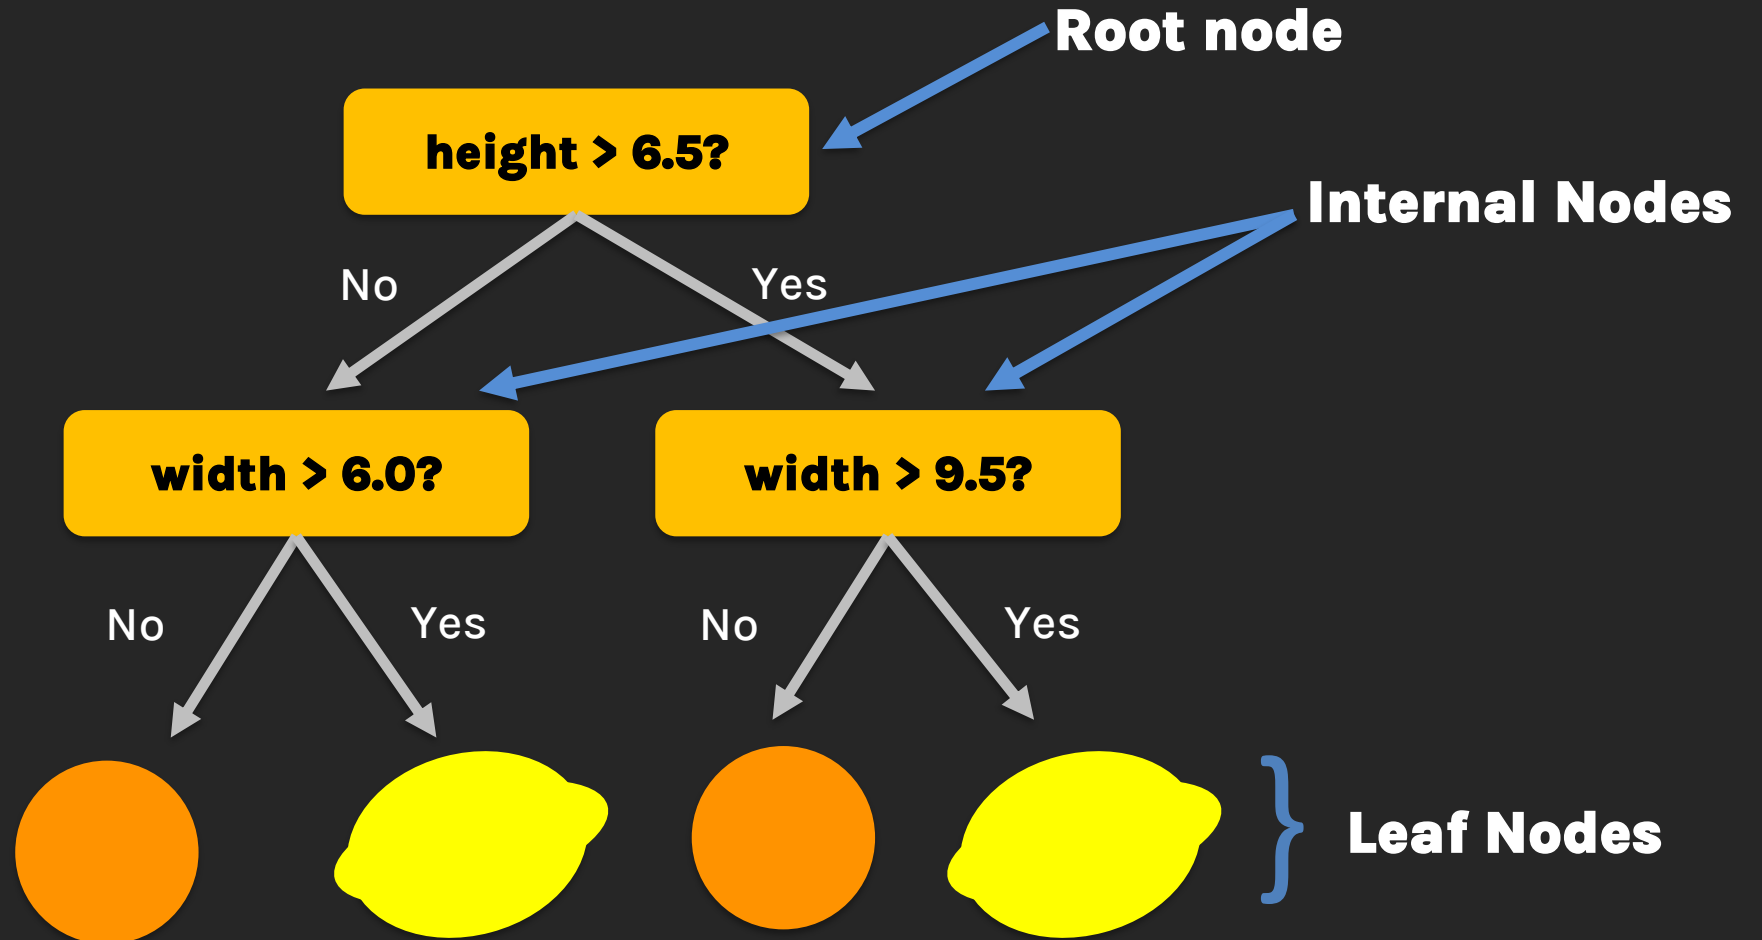 Root node
height > 6.5?
Internal Nodes
No
Yes
width > 6.0?
width > 9.5?
No
Yes
No
Yes
Leaf Nodes